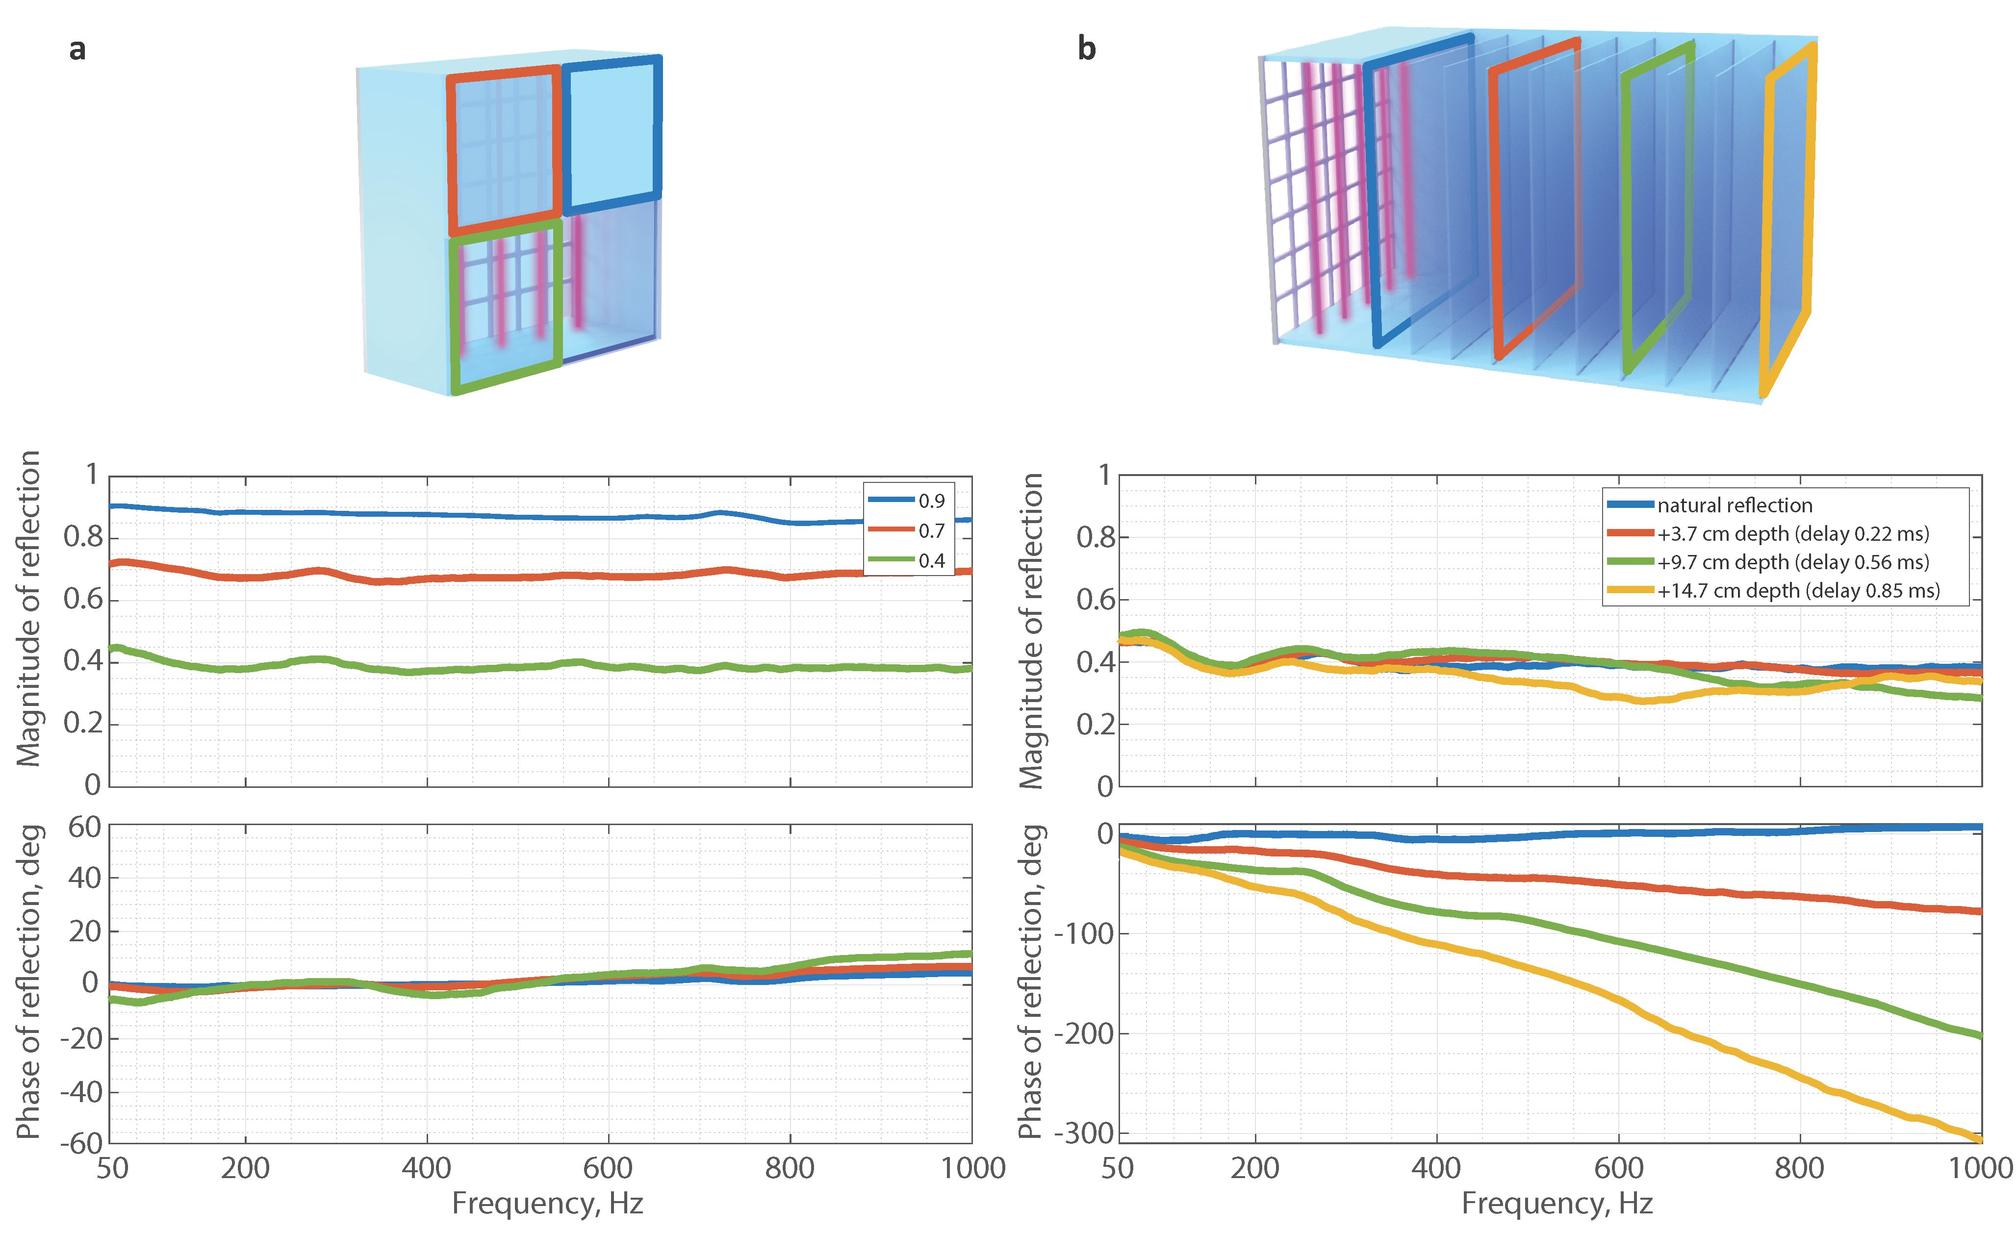 a
b
Magnitude of reflection
1
0.8
0.6
0.4
0.2
0
0.9
0.7
0.4
Magnitude of reflection
1
0.8
0.6
0.4
0.2
0
natural reflection
+3.7 cm depth (delay 0.22 ms)
+9.7 cm depth (delay 0.56 ms)
+14.7 cm depth (delay 0.85 ms)
Phase of reflection, deg
60
40
20
0
-20
-40
-60
50 200 400 600 800 1000
Frequency, Hz
Phase of reflection, deg
0
-100
-200
-300
50 200 400 600 800 1000
Frequency, Hz